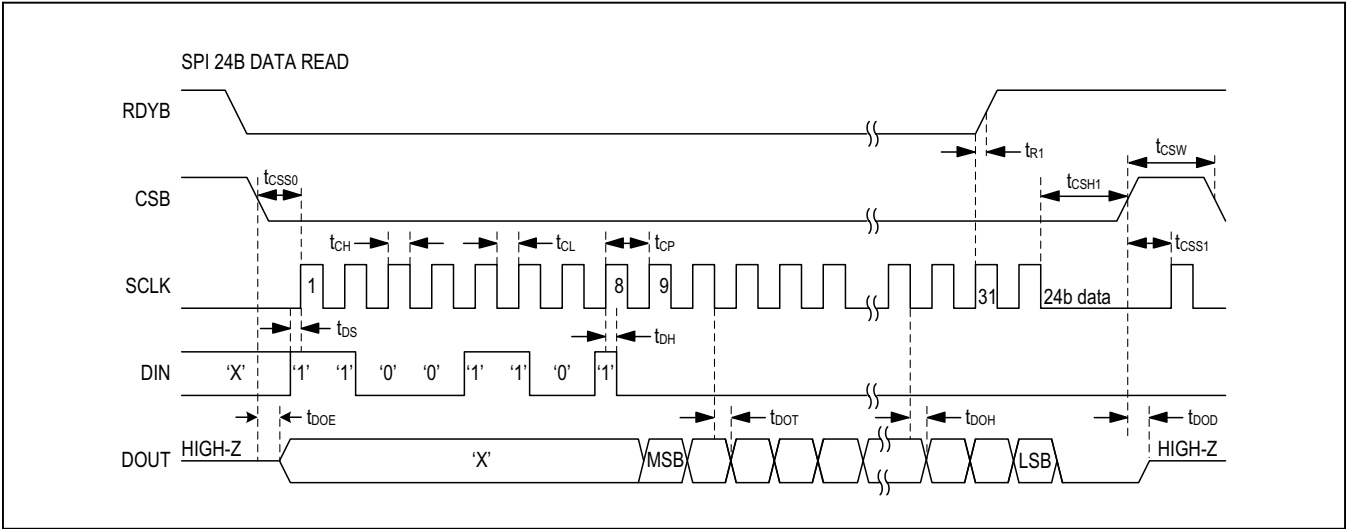 SPI 24B DATA READ
RDYB
tR1
tCSW
tCSS0
tCSH1
CSB
tCH
tCL
tCP
tCSS1
SCLK
1
8
9
31
24b data
tDS
tDH
DIN
‘X’
‘1’
‘1’
‘0’
‘0’
‘1’
‘1’
‘0’
‘1’
tDOE
tDOT
tDOH
tDOD
DOUT
HIGH-Z
‘X’
MSB
LSB
HIGH-Z